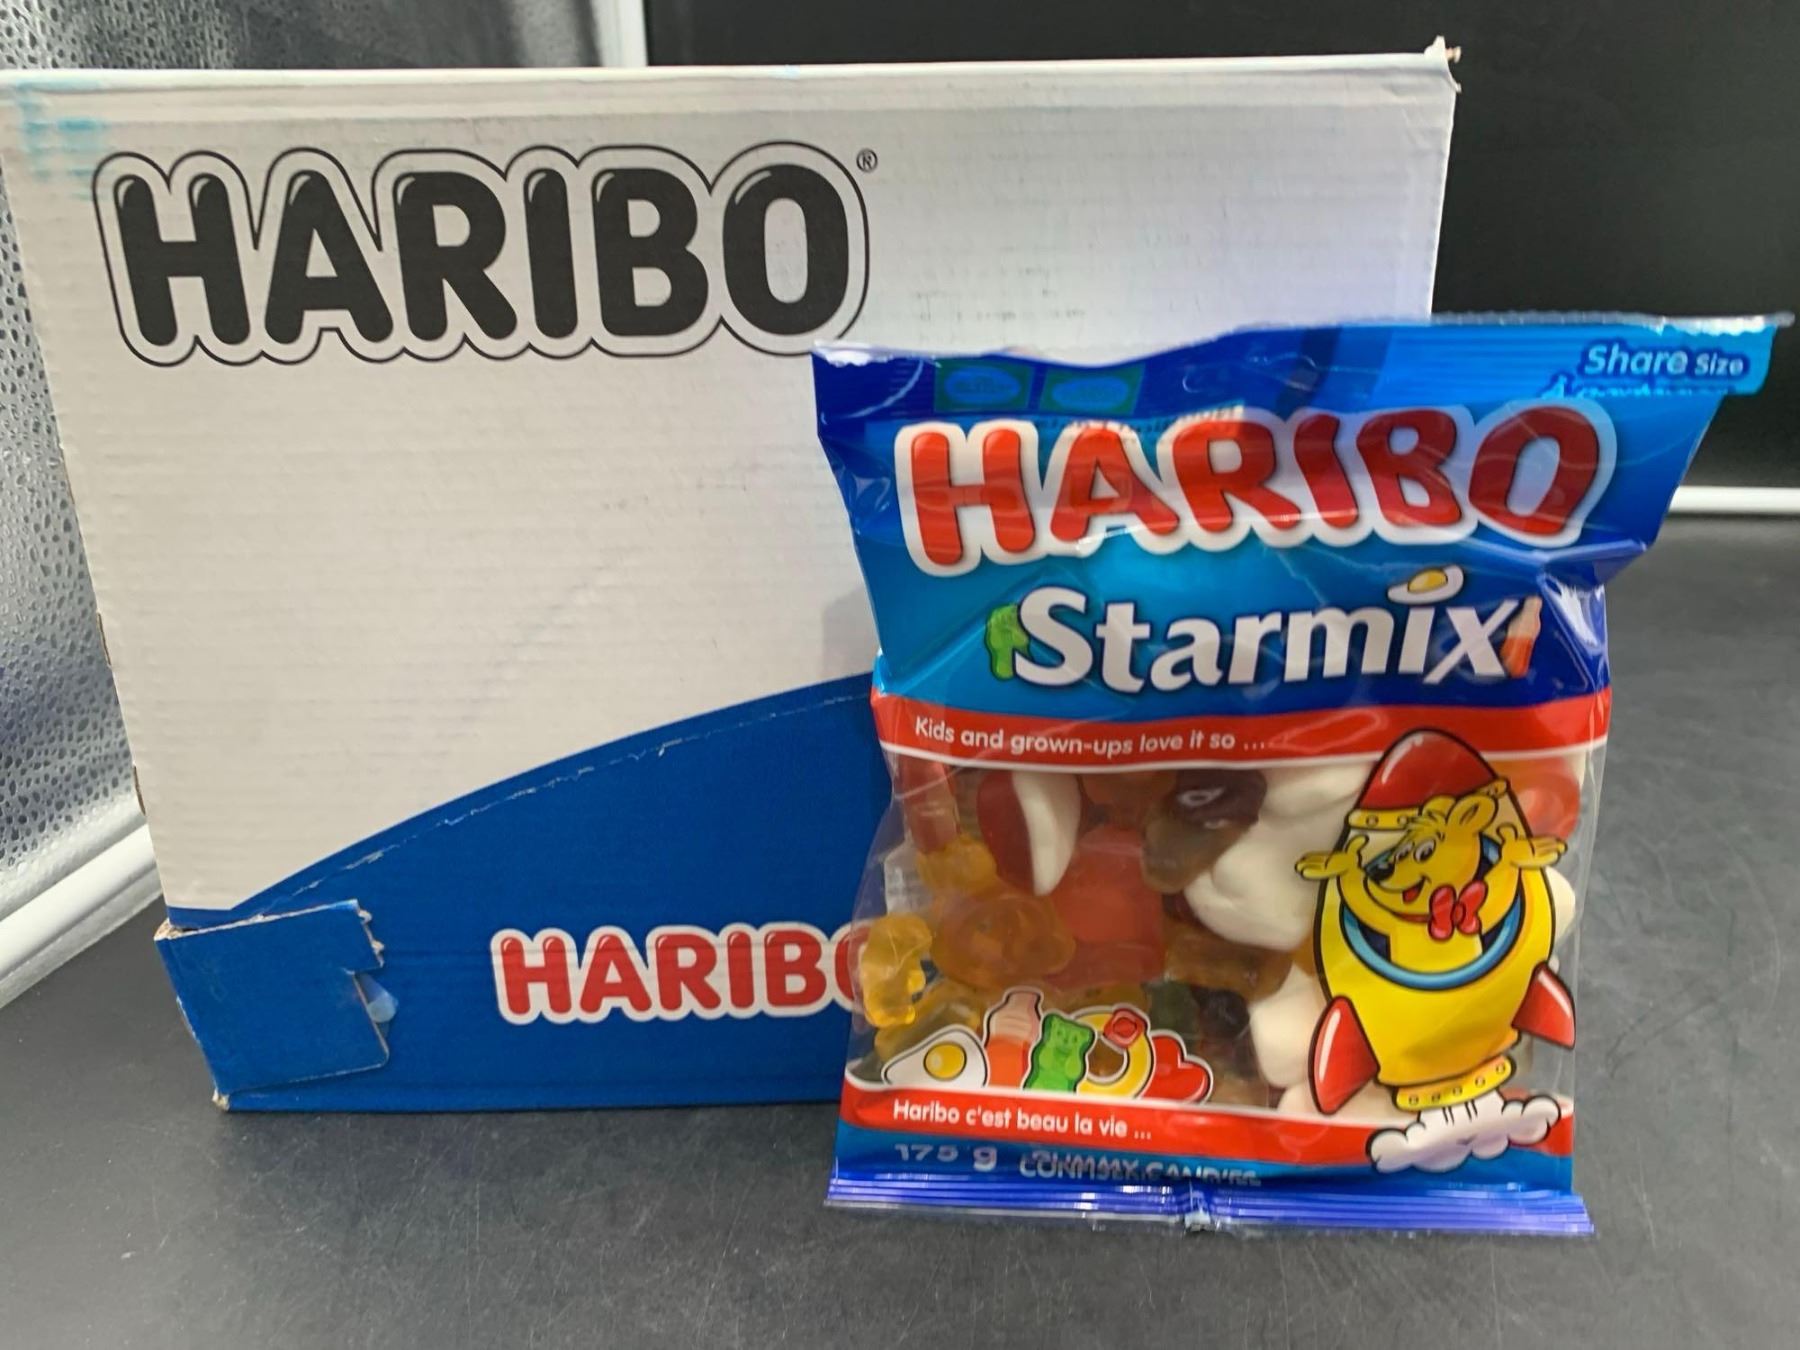 HARIBO®
HARIBO
Share Size
HARIBO
Starmix
Kids and grown-ups love it so ...
Haribo c'est beau la vie ...
175 g